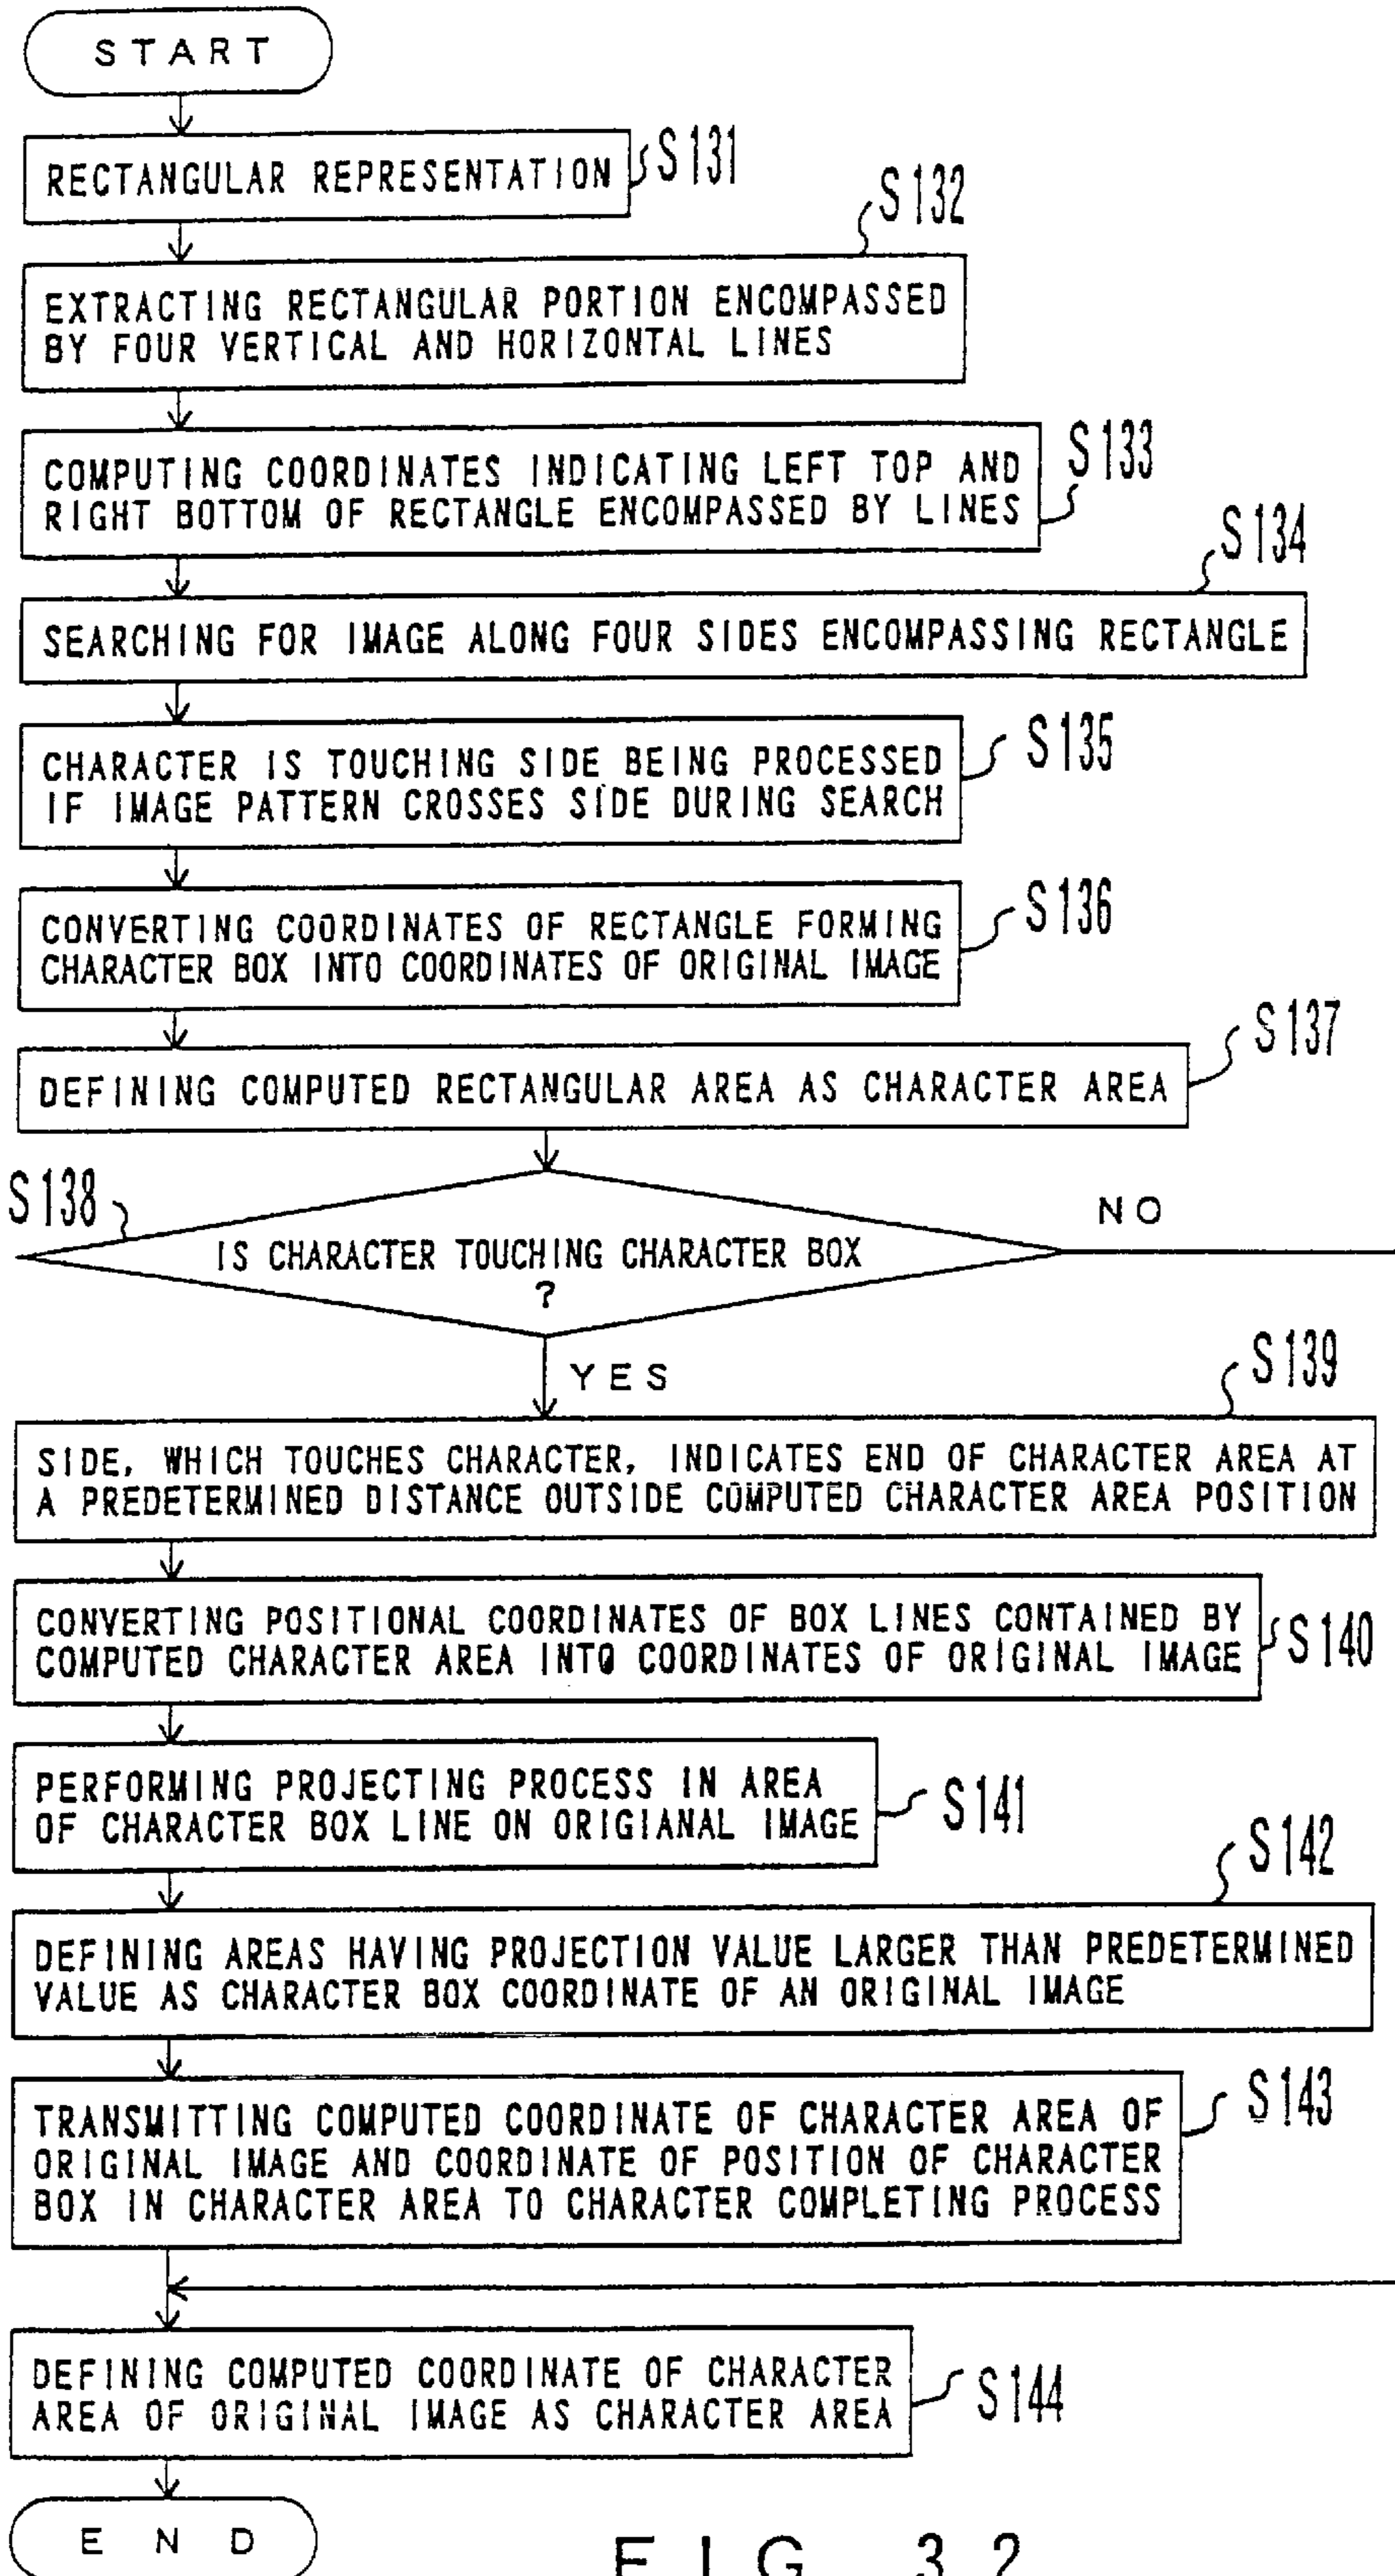 START
RECTANGULAR REPRESENTATION
S131
S132
EXTRACTING RECTANGULAR PORTION ENCOMPASSED
BY FOUR VERTICAL AND HORIZONTAL LINES
COMPUTING COORDINATES INDICATING LEFT TOP AND
RIGHT BOTTOM OF RECTANGLE ENCOMPASSED BY LINES
S133
S134
SEARCHING FOR IMAGE ALONG FOUR SIDES ENCOMPASSING RECTANGLE
CHARACTER IS TOUCHING SIDE BEING PROCESSED
IF IMAGE PATTERN CROSSES SIDE DURING SEARCH
S135
CONVERTING COORDINATES OF RECTANGLE FORMING
CHARACTER BOX INTO COORDINATES OF ORIGINAL IMAGE
S136
S137
DEFINING COMPUTED RECTANGULAR AREA AS CHARACTER AREA
S138
NO
IS CHARACTER TOUCHING CHARACTER BOX
?
YES
S139
SIDE, WHICH TOUCHES CHARACTER, INDICATES END OF CHARACTER AREA AT
A PREDETERMINED DISTANCE OUTSIDE COMPUTED CHARACTER AREA POSITION
CONVERTING POSITIONAL COORDINATES OF BOX LINES CONTAINED BY
COMPUTED CHARACTER AREA INTO COORDINATES OF ORIGINAL IMAGE
S140
PERFORMING PROJECTING PROCESS IN AREA
OF CHARACTER BOX LINE ON ORIGIANAL IMAGE
S141
S142
DEFINING AREAS HAVING PROJECTION VALUE LARGER THAN PREDETERMINED
VALUE AS CHARACTER BOX COORDINATE OF AN ORIGINAL IMAGE
S143
TRANSMITTING COMPUTED COORDINATE OF CHARACTER AREA OF
ORIGINAL IMAGE AND COORDINATE OF POSITION OF CHARACTER
BOX IN CHARACTER AREA TO CHARACTER COMPLETING PROCESS
DEFINING COMPUTED COORDINATE OF CHARACTER
AREA OF ORIGINAL IMAGE AS CHARACTER AREA
S144
END
FIG. 32